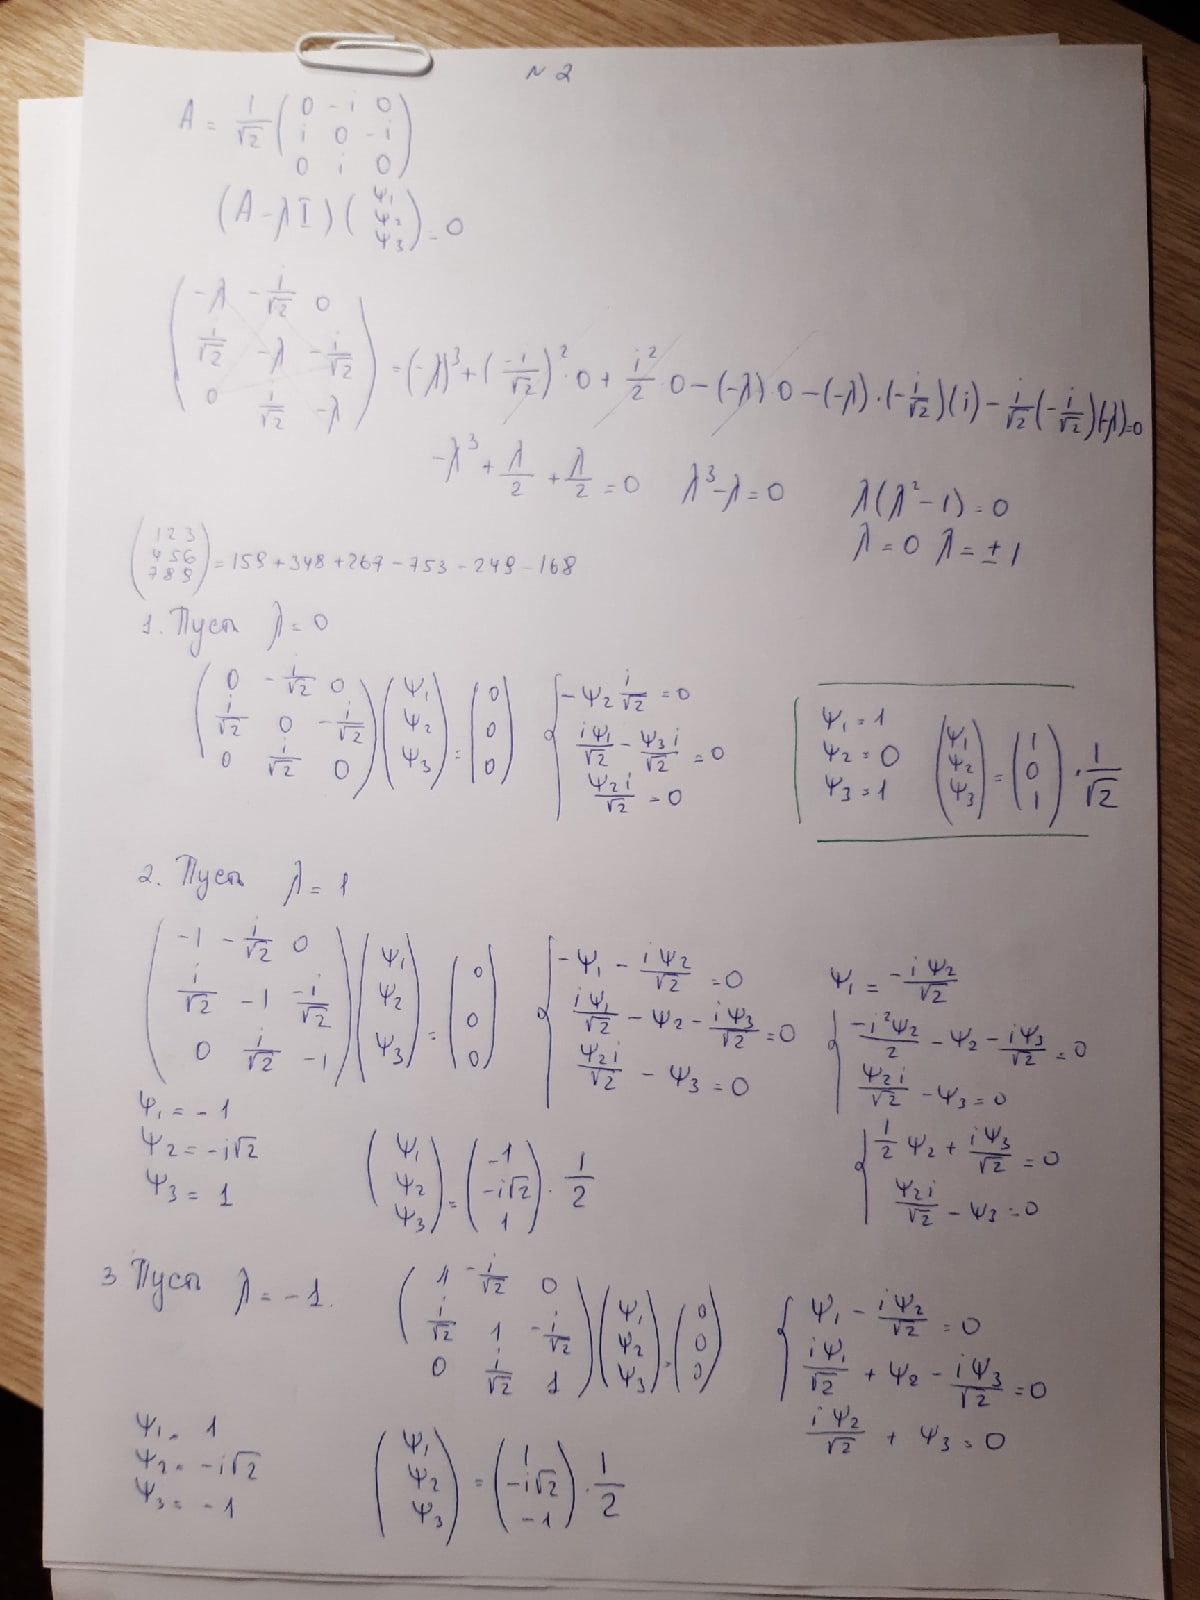 N 2
A = 1/√2 ( 0 -i 0
i 0 -i
0 i 0 )
(A - λI) ( Ψ₁
Ψ₂
Ψ₃ ) = 0
( -λ -i/√2 0
i/√2 -λ -i/√2
0 i/√2 -λ ) = (-λ)³ + (-i/√2)²·0 + i²/2·0 - (-λ)·0 - (-λ)·(-i/√2)(i) - i/√2(-i/√2)(-λ) = 0
-λ³ + λ/2 + λ/2 = 0 λ³ - λ = 0 λ(λ² - 1) = 0
λ = 0 λ = ± 1
( 1 2 3
4 5 6
7 8 9 ) = 159 + 348 + 267 - 753 - 249 - 168
1. Пусть λ = 0
( 0 -i/√2 0
i/√2 0 -i/√2
0 i/√2 0 ) ( Ψ₁
Ψ₂
Ψ₃ ) = ( 0
0
0 )
{ -Ψ₂ i/√2 = 0
iΨ₁/√2 - Ψ₃i/√2 = 0
Ψ₂i/√2 = 0
Ψ₁ = 1
Ψ₂ = 0
Ψ₃ = 1
( Ψ₁
Ψ₂
Ψ₃ ) = ( 1
0
1 ) · 1/√2
2. Пусть λ = 1
( -1 -i/√2 0
i/√2 -1 -i/√2
0 i/√2 -1 ) ( Ψ₁
Ψ₂
Ψ₃ ) = ( 0
0
0 )
{ -Ψ₁ - iΨ₂/√2 = 0
iΨ₁/√2 - Ψ₂ - iΨ₃/√2 = 0
Ψ₂i/√2 - Ψ₃ = 0
Ψ₁ = -iΨ₂/√2
{ -i²Ψ₂/2 - Ψ₂ - iΨ₃/√2 = 0
Ψ₂i/√2 - Ψ₃ = 0
{ 1/2 Ψ₂ + iΨ₃/√2 = 0
Ψ₂i/√2 - Ψ₃ = 0
Ψ₁ = -1
Ψ₂ = -i√2
Ψ₃ = 1
( Ψ₁
Ψ₂
Ψ₃ ) = ( -1
-i√2
1 ) · 1/2
3 Пусть λ = -1.
( 1 -i/√2 0
i/√2 1 -i/√2
0 i/√2 1 ) ( Ψ₁
Ψ₂
Ψ₃ ) = ( 0
0
0 )
{ Ψ₁ - iΨ₂/√2 = 0
iΨ₁/√2 + Ψ₂ - iΨ₃/√2 = 0
iΨ₂/√2 + Ψ₃ = 0
Ψ₁ = 1
Ψ₂ = -i√2
Ψ₃ = -1
( Ψ₁
Ψ₂
Ψ₃ ) = ( 1
-i√2
-1 ) · 1/2